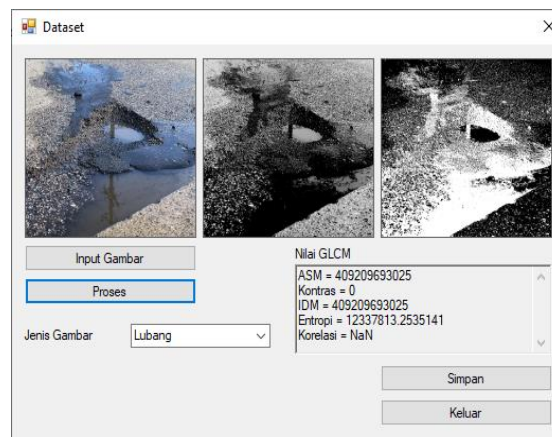 Dataset
Input Gambar
Proses
Jenis Gambar
Lubang
Nilai GLCM
ASM = 409209693025
Kontras = 0
IDM = 409209693025
Entropi = 12337813.2535141
Korelasi = NaN
Simpan
Keluar